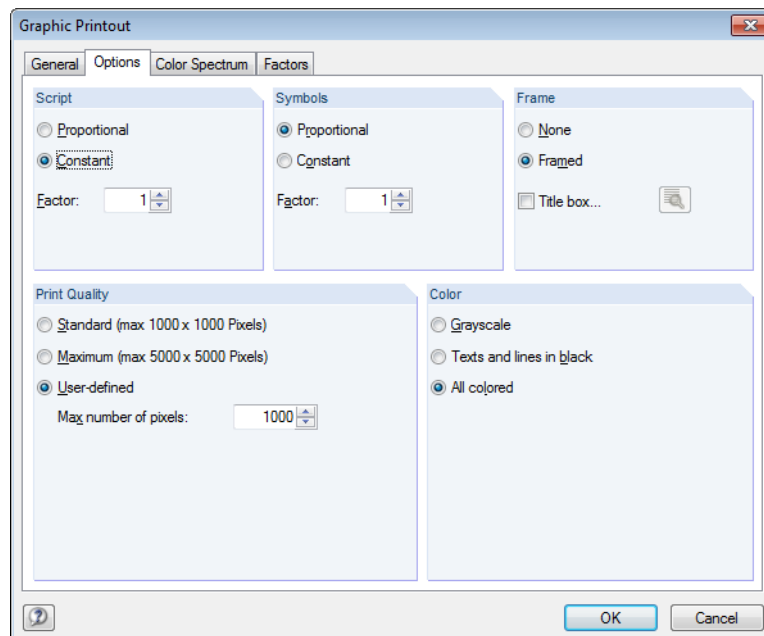 Graphic Printout
General Options Color Spectrum Factors
Script
Proportional
Constant
Factor: 1
Symbols
Proportional
Constant
Factor: 1
Frame
None
Framed
Title box...
Print Quality
Standard (max 1000 x 1000 Pixels)
Maximum (max 5000 x 5000 Pixels)
User-defined
Max number of pixels: 1000
Color
Grayscale
Texts and lines in black
All colored
OK Cancel